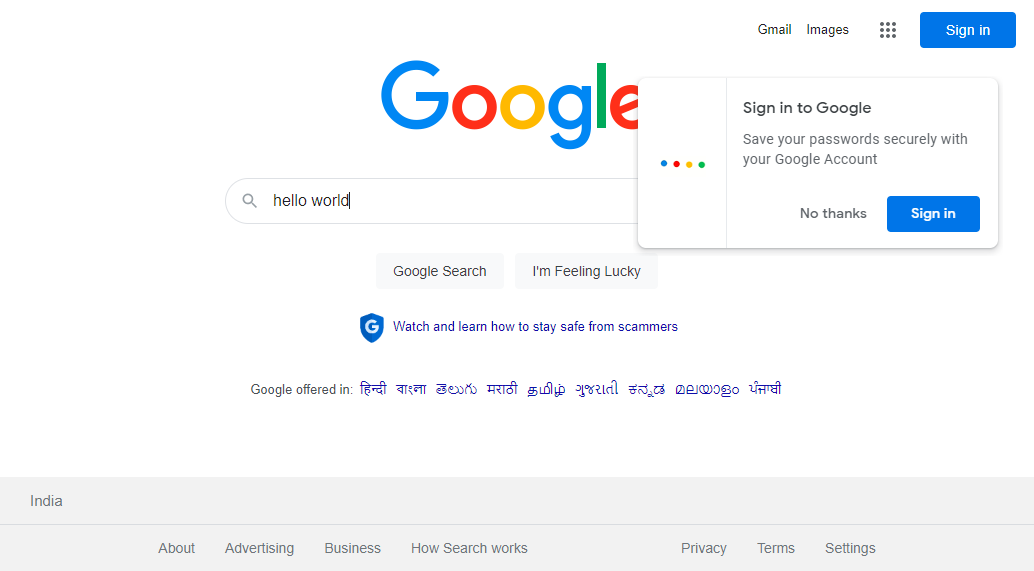 Gmail Images Sign in
Google
Sign in to Google
Save your passwords securely with
your Google Account
No thanks Sign in
hello world
Google Search I'm Feeling Lucky
G Watch and learn how to stay safe from scammers
Google offered in: हिन्दी বাংলা తెలుగు मराठी தமிழ் ગુજરાતી ಕನ್ನಡ മലയാളം ਪੰਜਾਬੀ
India
About Advertising Business How Search works Privacy Terms Settings